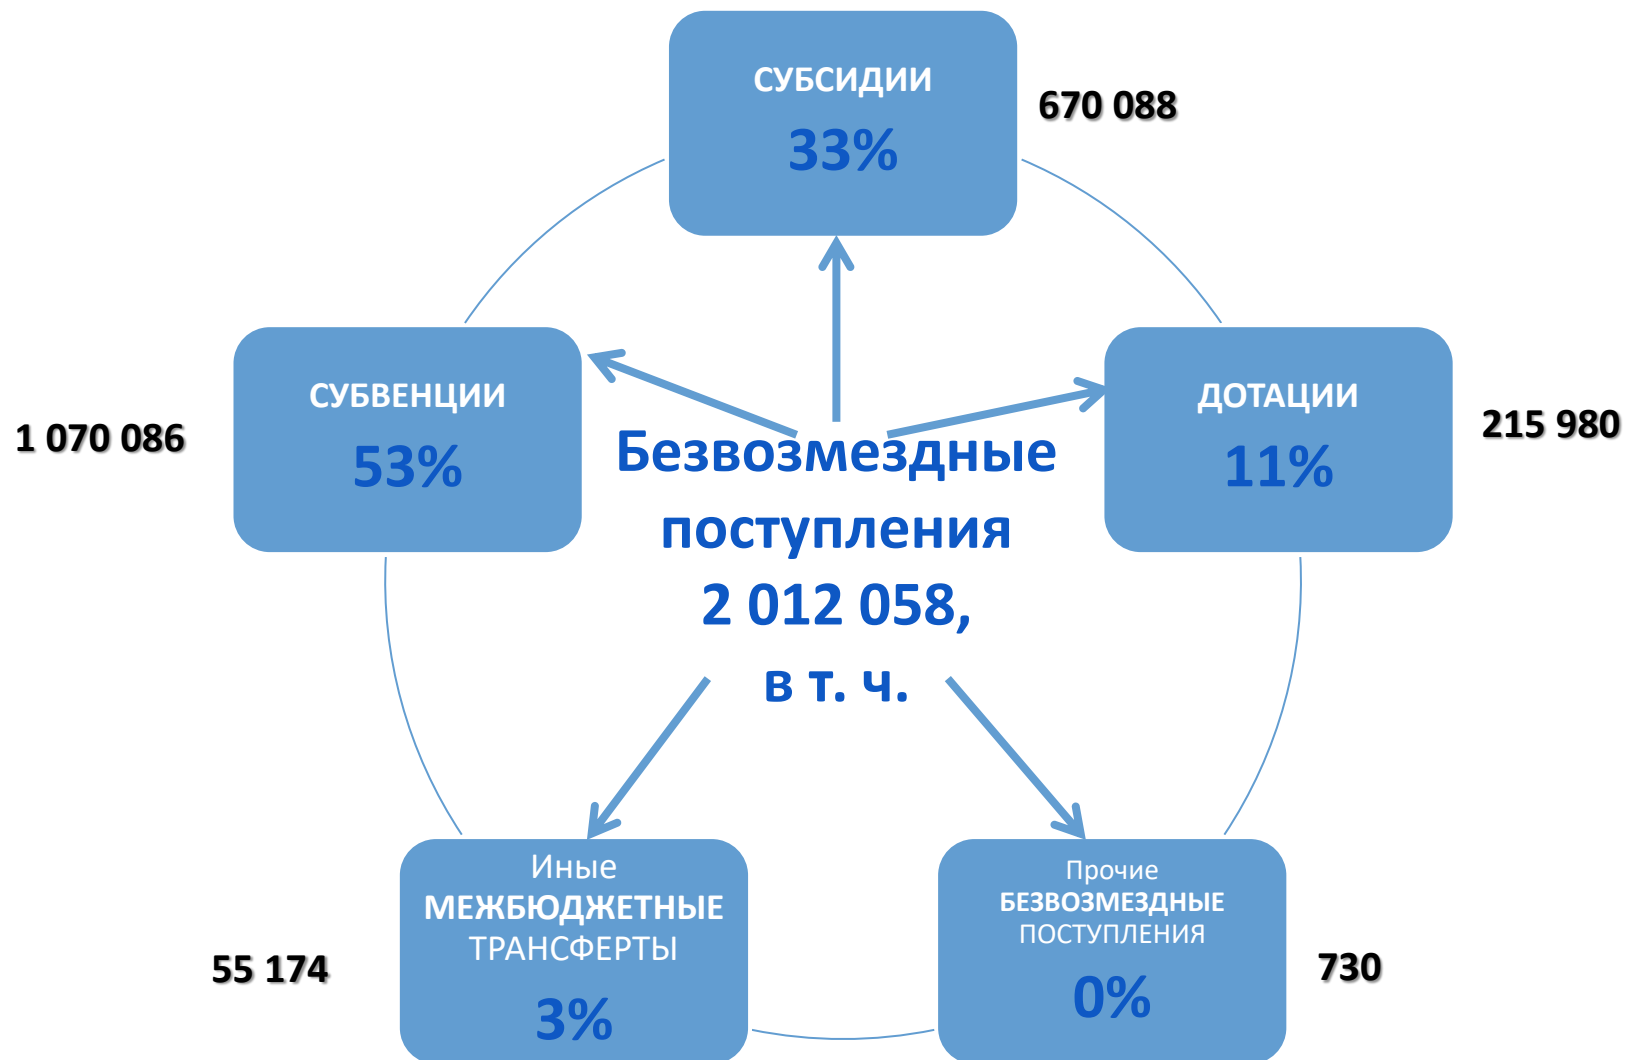 СУБСИДИИ
33%
670 088
СУБВЕНЦИИ
53%
1 070 086
ДОТАЦИИ
11%
215 980
Безвозмездные
поступления
2 012 058,
в т. ч.
Иные
МЕЖБЮДЖЕТНЫЕ
ТРАНСФЕРТЫ
3%
55 174
Прочие
БЕЗВОЗМЕЗДНЫЕ
ПОСТУПЛЕНИЯ
0%
730